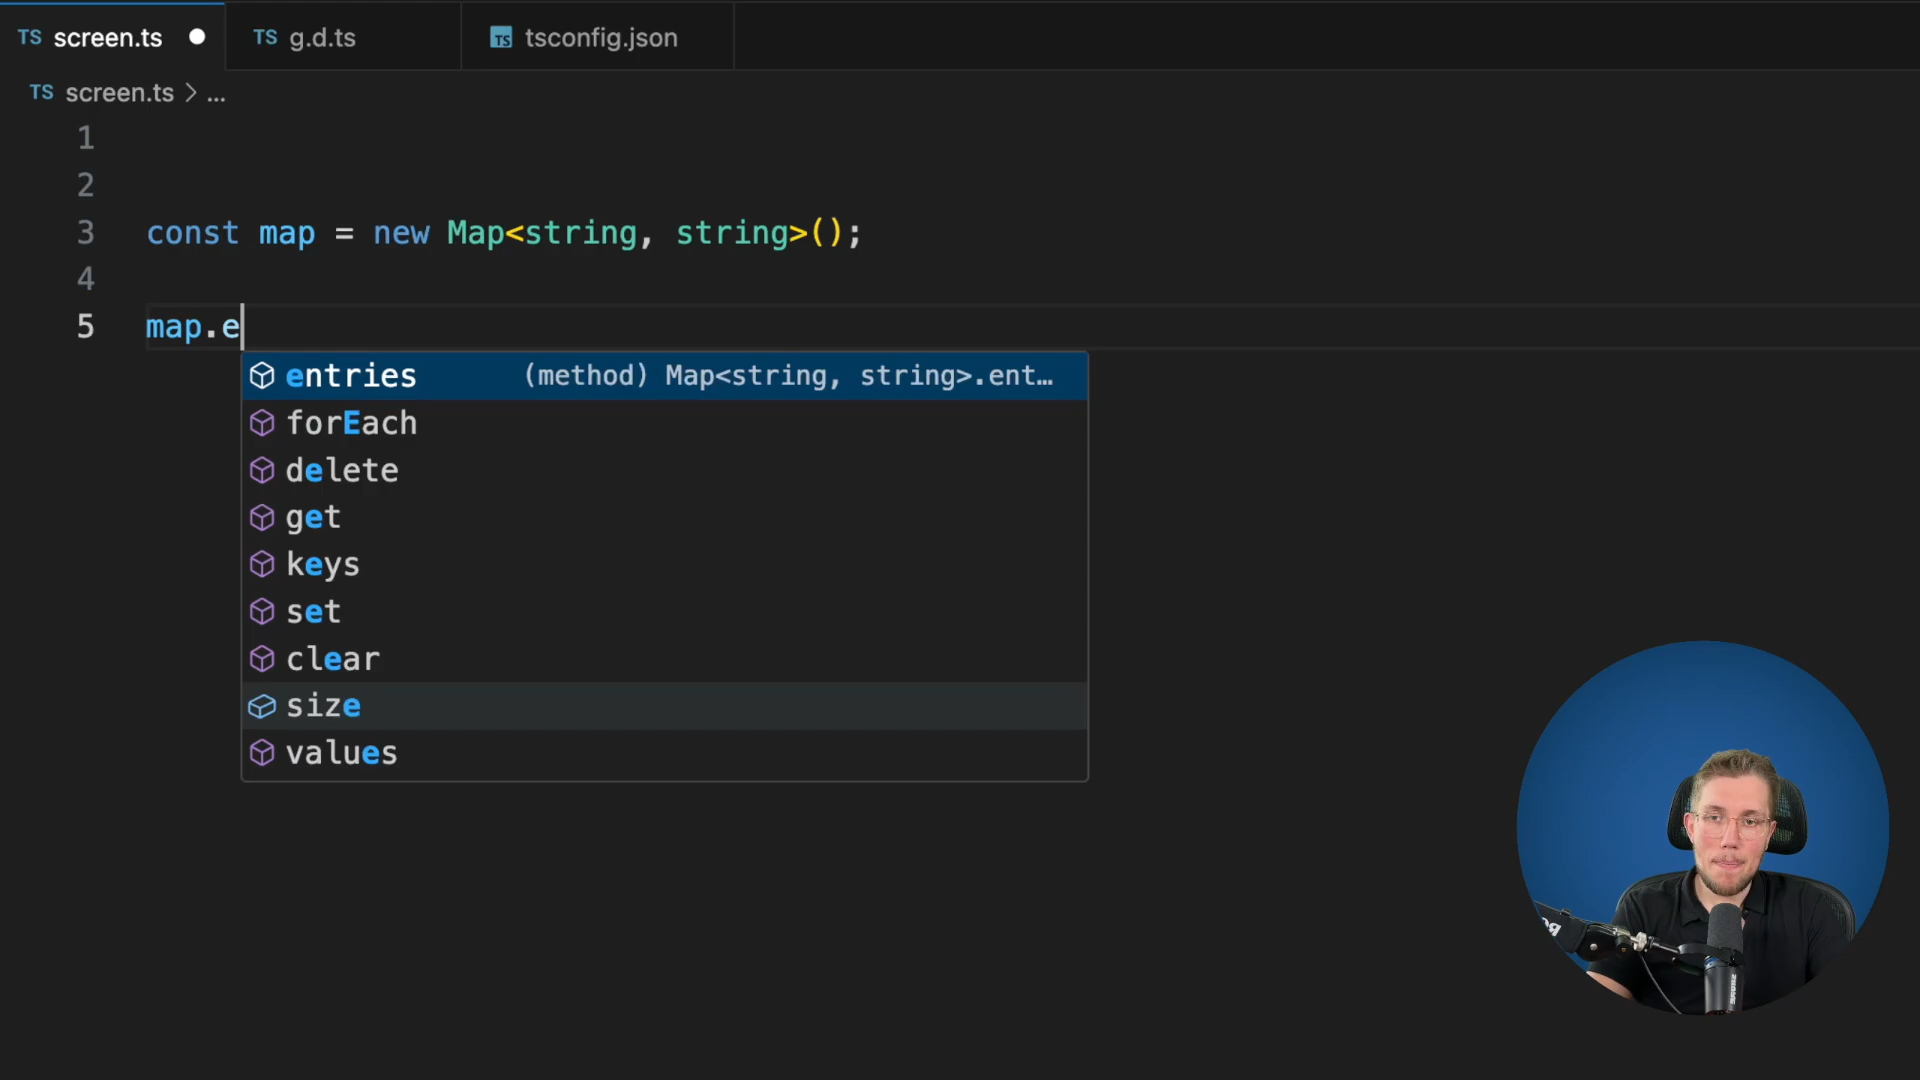 TS screen.ts
TS g.d.ts
TS tsconfig.json
TS screen.ts > ...
1
2
3 const map = new Map<string, string>();
4
5 map.e
entries (method) Map<string, string>.ent…
forEach
delete
get
keys
set
clear
size
values